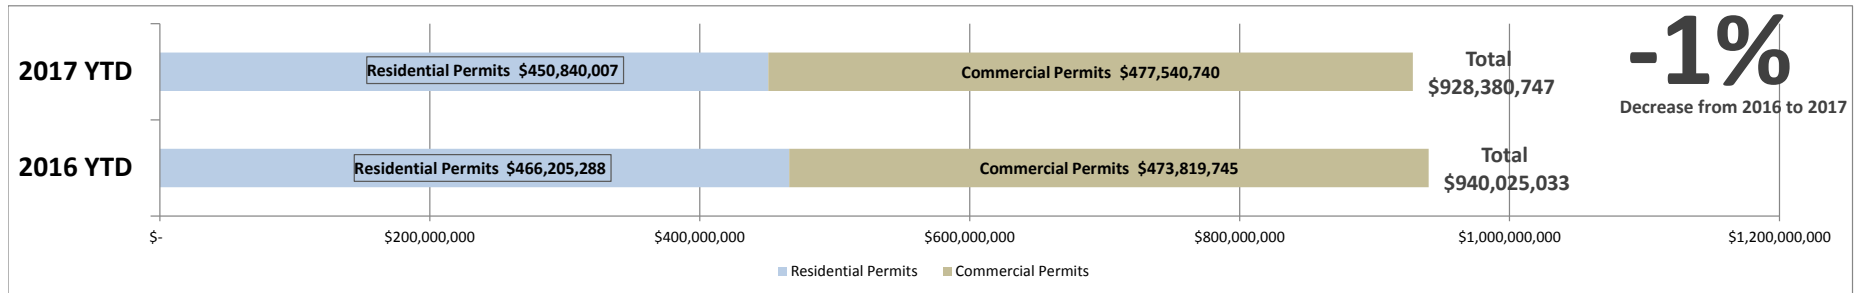 2017 YTD
Residential Permits $450,840,007
Commercial Permits $477,540,740
Total
$928,380,747
-1%
Decrease from 2016 to 2017
2016 YTD
Residential Permits $466,205,288
Commercial Permits $473,819,745
Total
$940,025,033
$-
$200,000,000
$400,000,000
$600,000,000
$800,000,000
$1,000,000,000
$1,200,000,000
Residential Permits
Commercial Permits